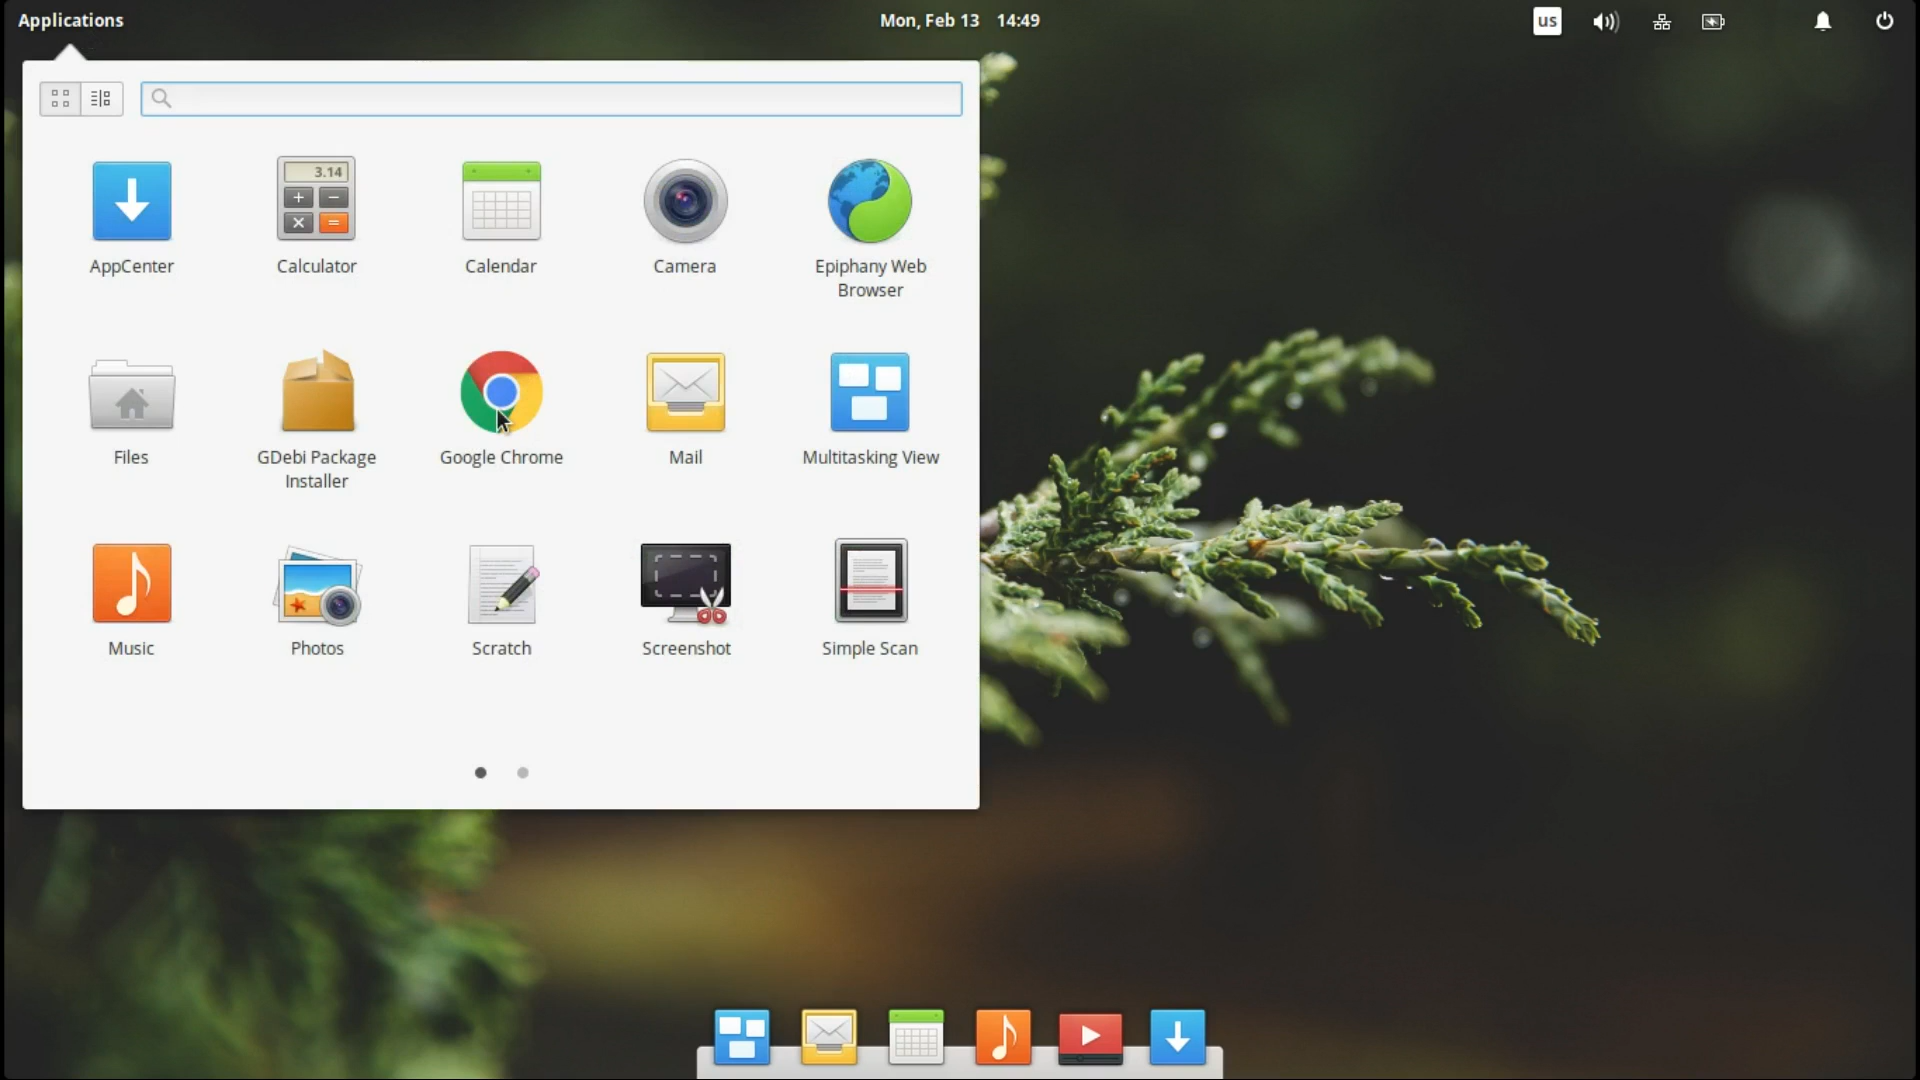 Applications
Mon, Feb 13 14:49
us
3.14
AppCenter
Calculator
Calendar
Camera
Epiphany Web
Browser
Files
GDebi Package
Installer
Google Chrome
Mail
Multitasking View
Music
Photos
Scratch
Screenshot
Simple Scan